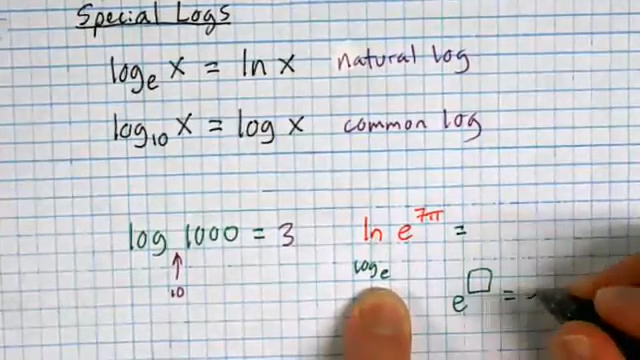 Special Logs
logₑ x = ln x natural log
log₁₀ x = log x common log
log 1000 = 3 ln e^7π =
10 logₑ
e^□ =